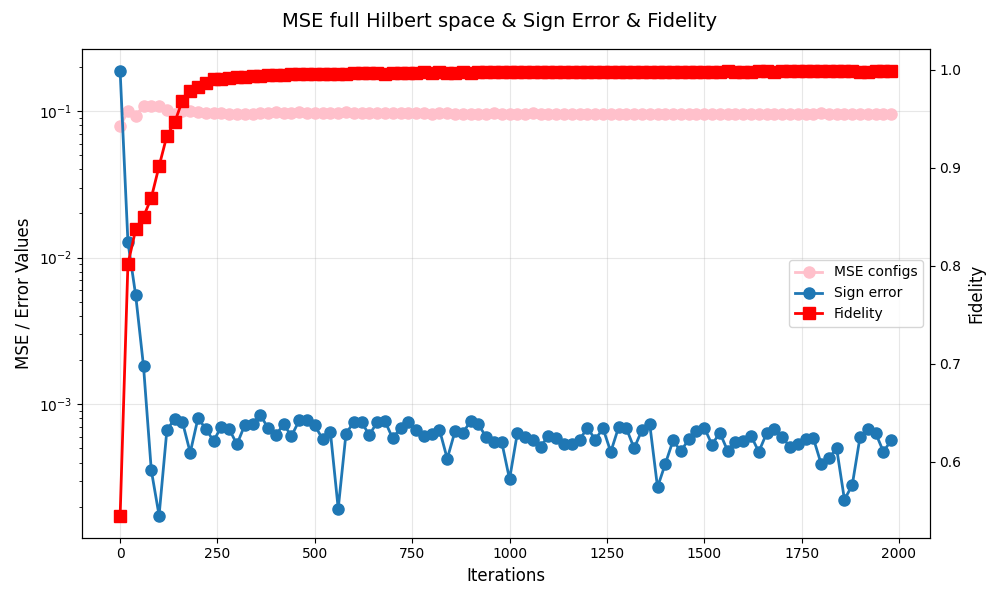 MSE full Hilbert space & Sign Error & Fidelity
MSE / Error Values
10⁻¹
10⁻²
10⁻³
1.0
0.9
0.8
0.7
0.6
Fidelity
MSE configs
Sign error
Fidelity
0 250 500 750 1000 1250 1500 1750 2000
Iterations